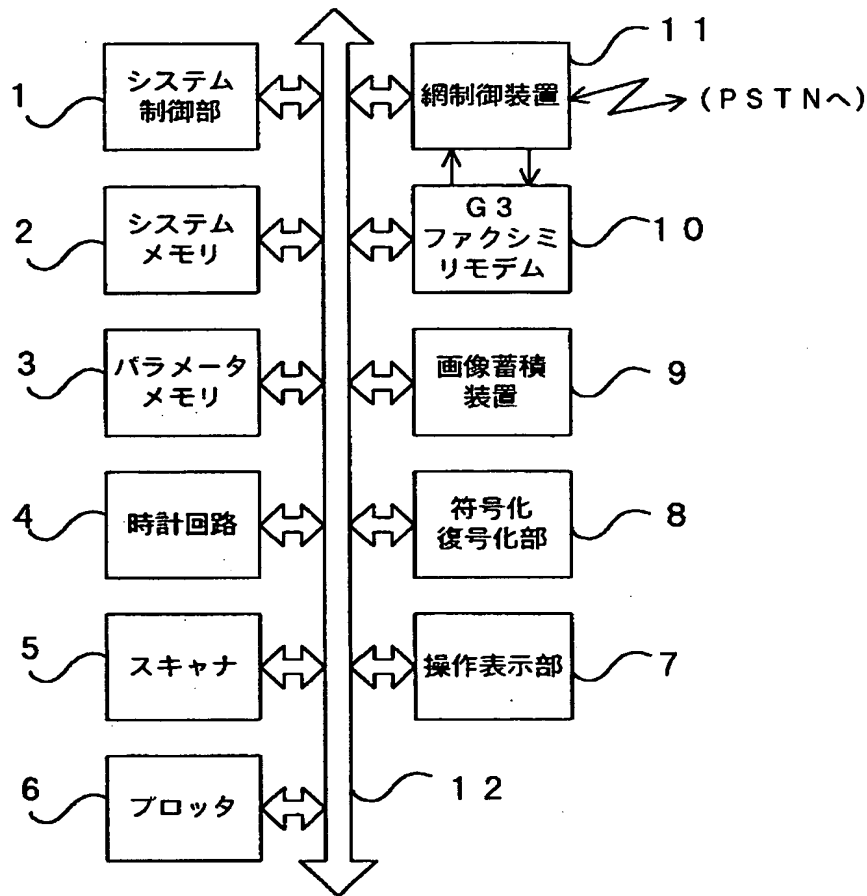 1
システム
制御部
2
システム
メモリ
3
パラメータ
メモリ
4
時計回路
5
スキャナ
6
プロッタ
11
網制御装置
(PSTNへ)
10
G3
ファクシミ
リモデム
9
画像蓄積
装置
8
符号化
復号化部
7
操作表示部
12